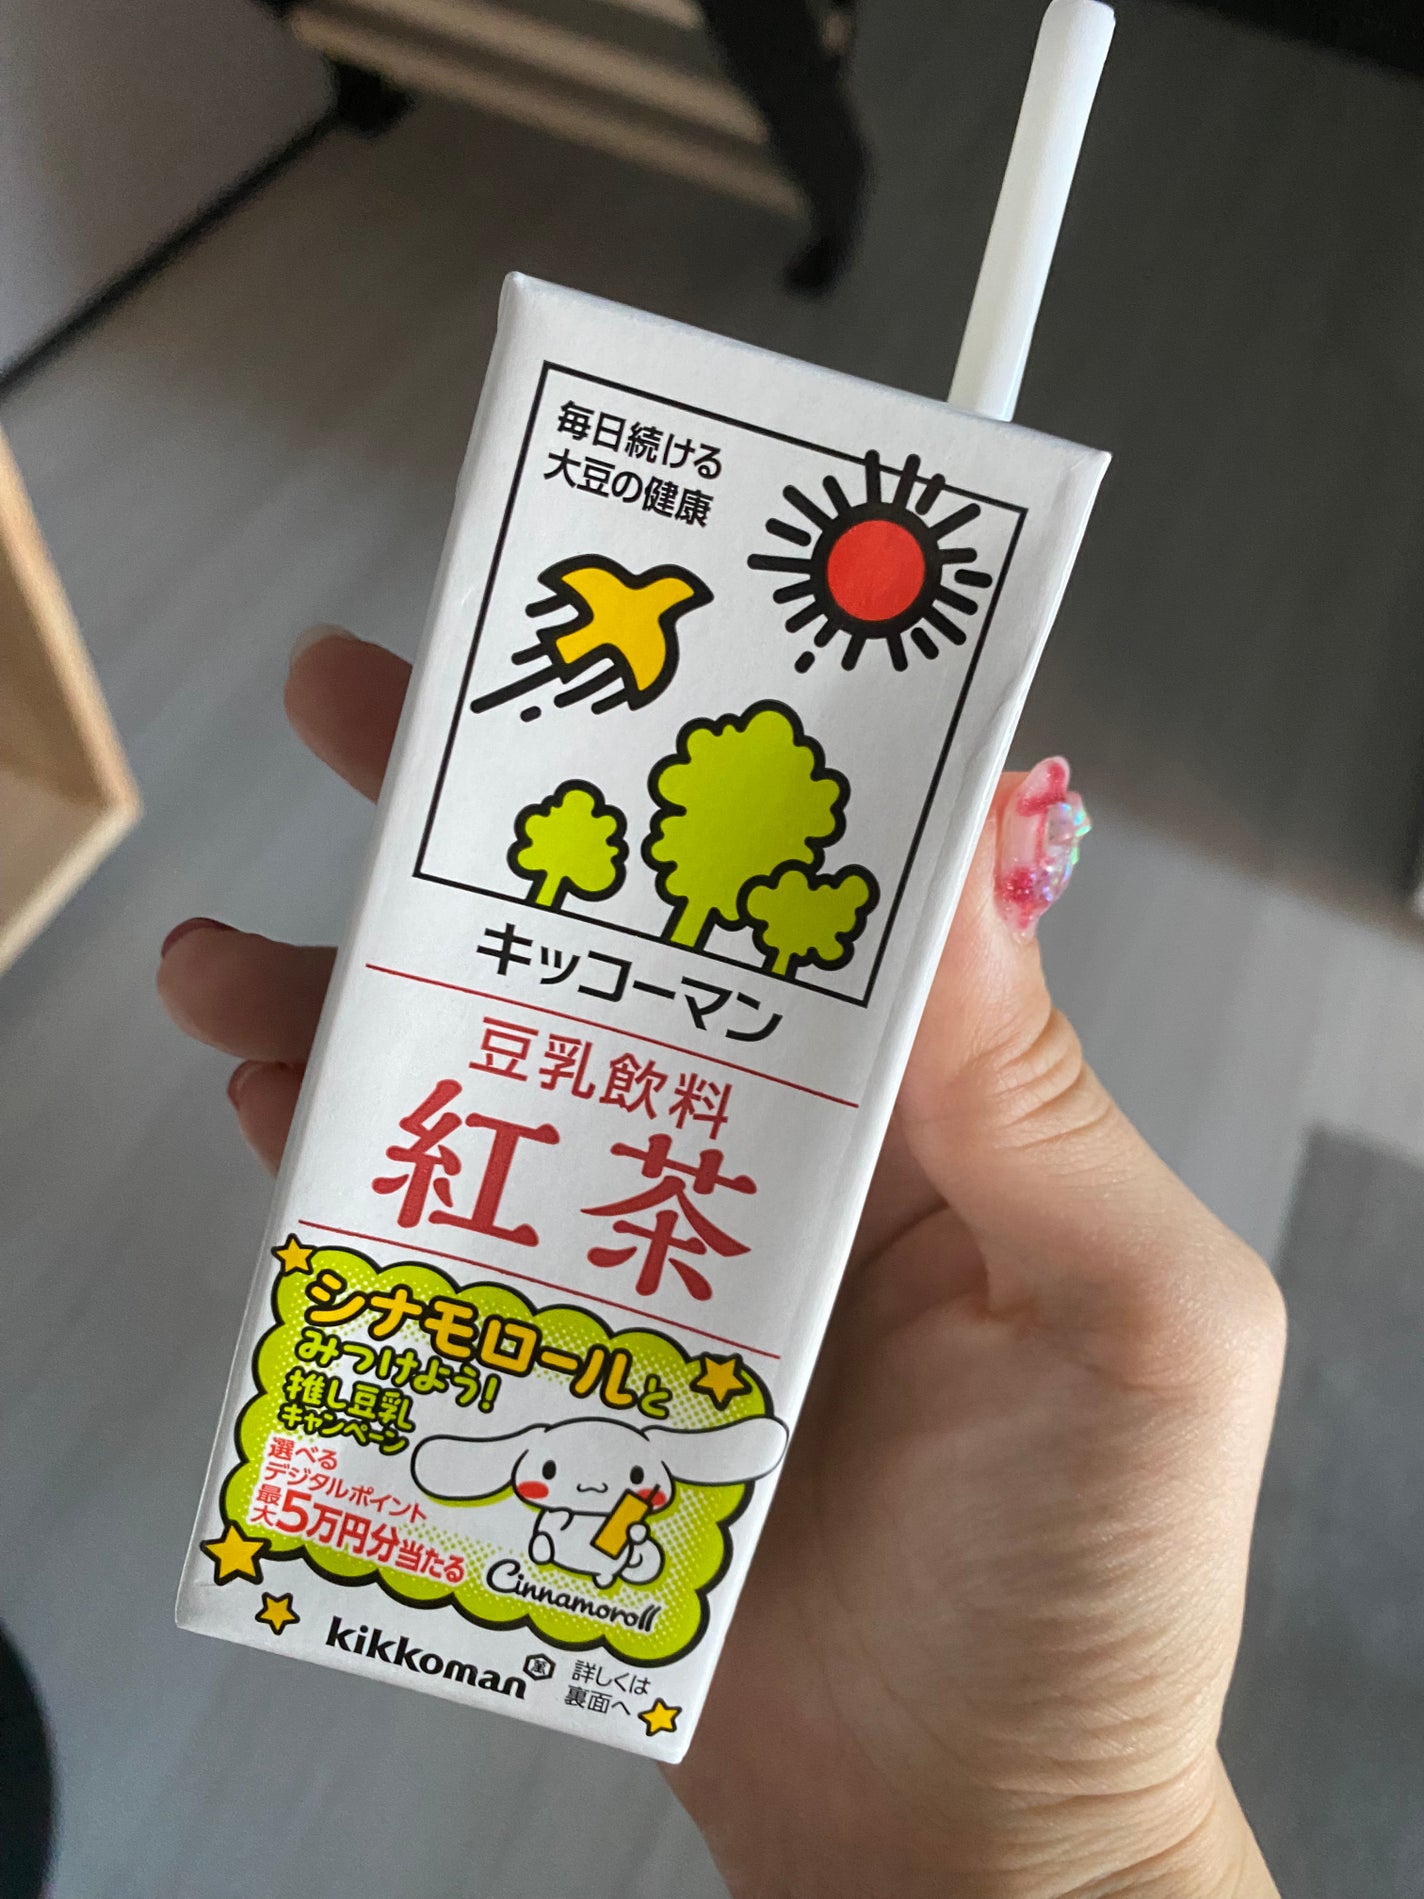 毎日続ける
大豆の健康
キッコーマン
豆乳飲料
紅茶
シナモロールと
みつけよう!
推し豆乳
キャンペーン
選べる
デジタルポイント
最大5万円分当たる
Cinnamoroll
kikkoman
萬
詳しくは
裏面へ